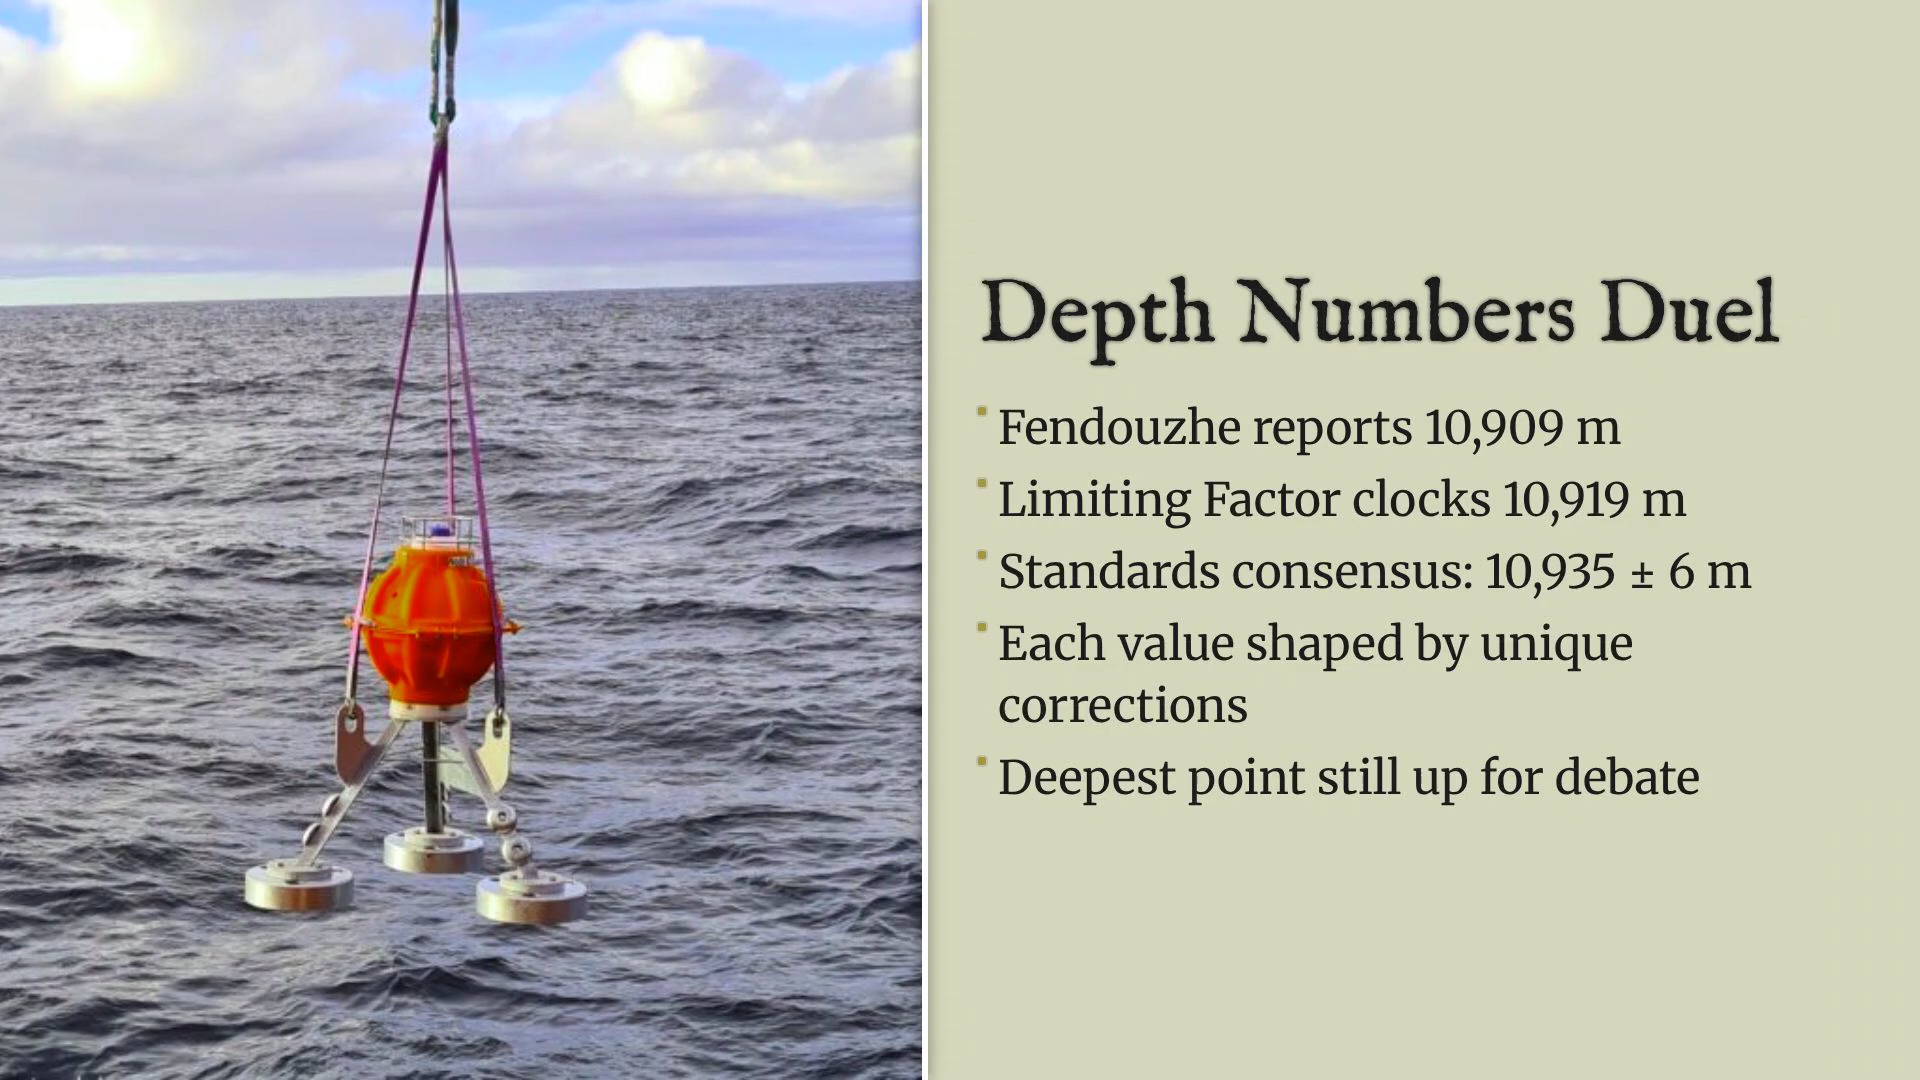 Depth Numbers Duel
Fendouzhe reports 10,909 m
Limiting Factor clocks 10,919 m
Standards consensus: 10,935 ± 6 m
Each value shaped by unique
corrections
Deepest point still up for debate